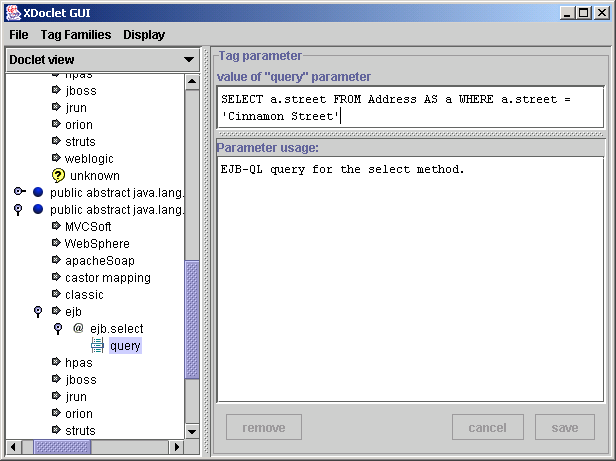 XDoclet GUI
File Tag Families Display
Doclet view
hpas
jboss
jrun
orion
struts
weblogic
unknown
public abstract java.lang.
public abstract java.lang.
MVCSoft
WebSphere
apacheSoap
castor mapping
classic
ejb
@ ejb.select
query
hpas
jboss
jrun
orion
struts
Tag parameter
value of "query" parameter
SELECT a.street FROM Address AS a WHERE a.street =
'Cinnamon Street'
Parameter usage:
EJB-QL query for the select method.
remove cancel save